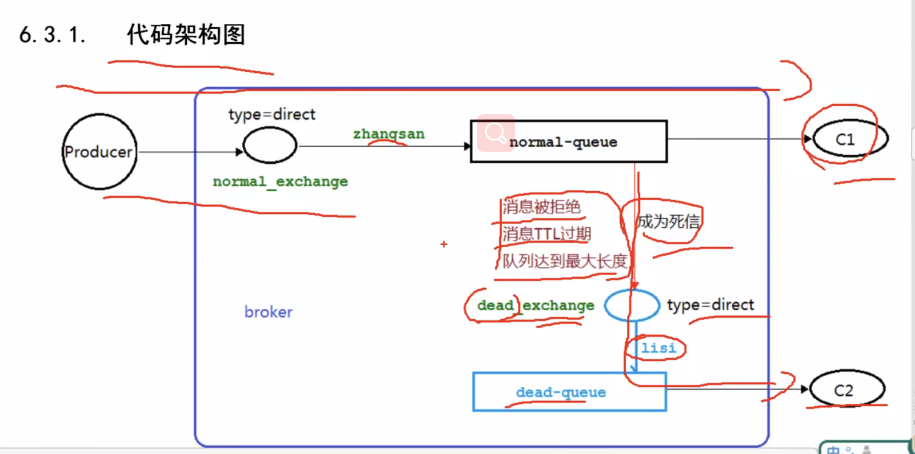 6.3.1. 代码架构图
type=direct
Producer
zhangsan
normal-queue
C1
normal_exchange
消息被拒绝
消息TTL过期
队列达到最大长度
成为死信
dead_exchange
type=direct
broker
lisi
dead-queue
C2
中